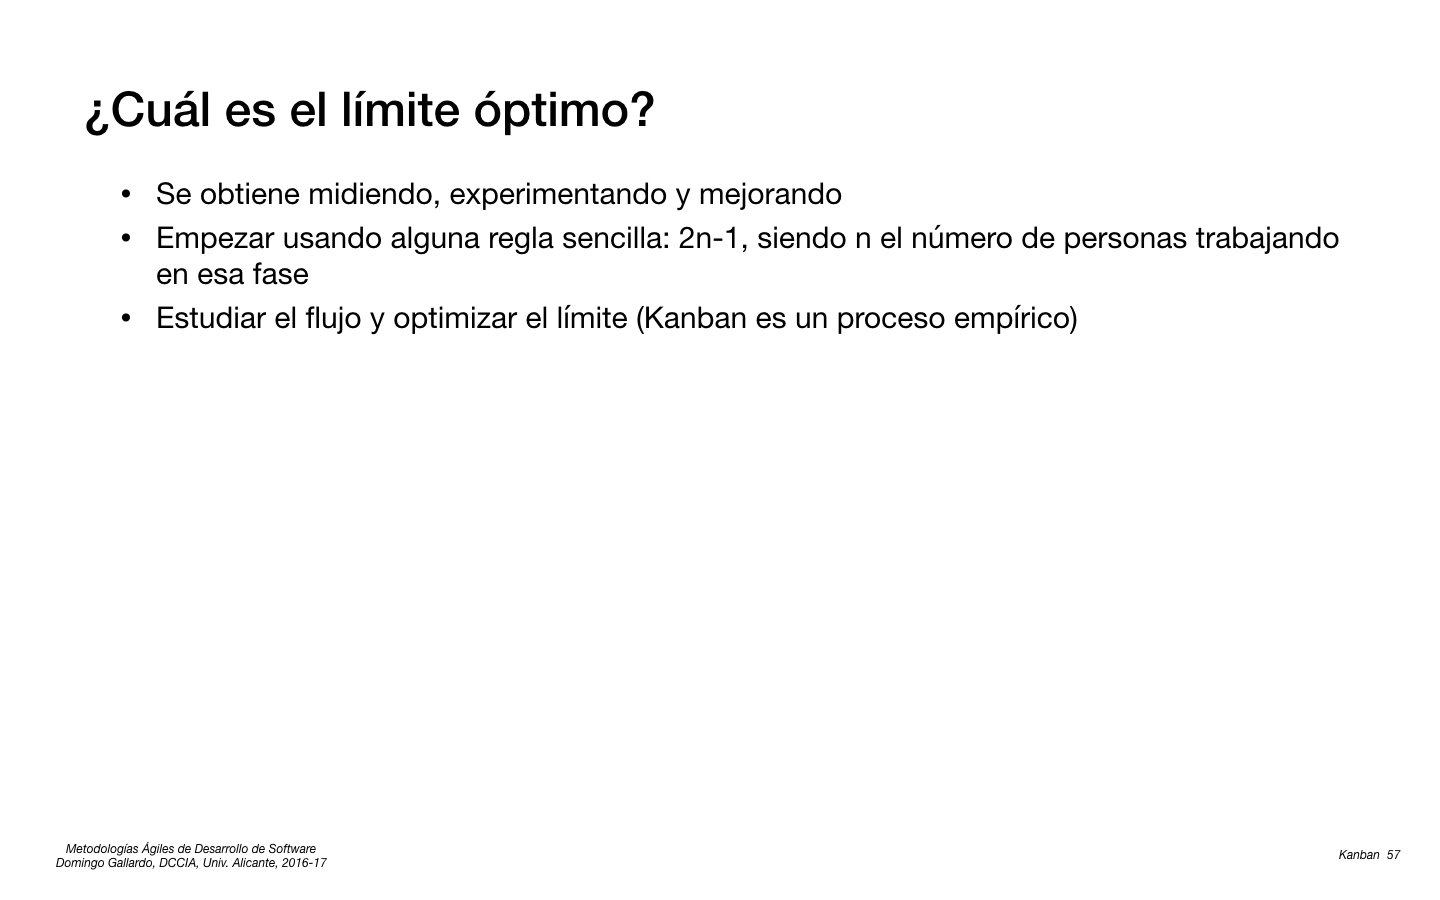 ¿Cuál es el límite óptimo?
• Se obtiene midiendo, experimentando y mejorando
• Empezar usando alguna regla sencilla: 2n-1, siendo n el número de personas trabajando
en esa fase
• Estudiar el flujo y optimizar el límite (Kanban es un proceso empírico)
Metodologías Ágiles de Desarrollo de Software
Domingo Gallardo, DCCIA, Univ. Alicante, 2016-17
Kanban 57